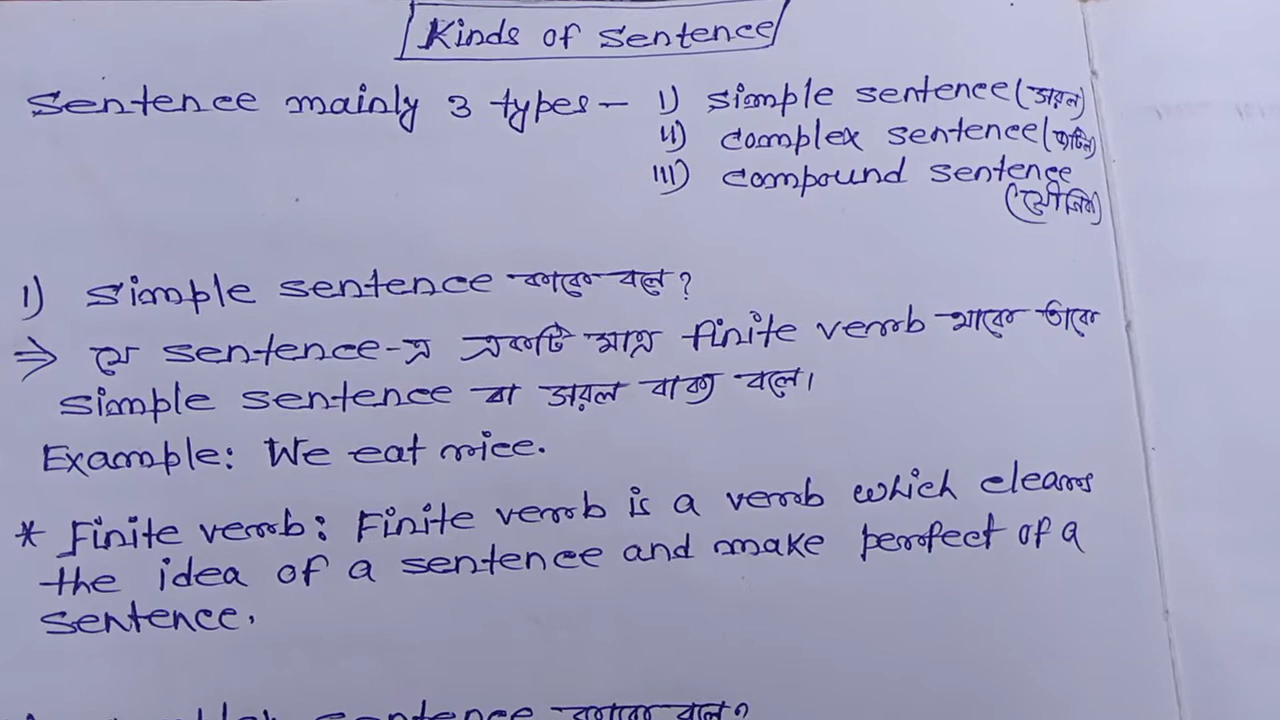 Kinds of Sentence
Sentence mainly 3 types - i) simple sentence (সরল)
ii) complex sentence (জটিল)
iii) compound sentence
(যৌগিক)
i) simple sentence কাকে বলে?
⇒ যে sentence-এ একটি মাত্র finite verb থাকে তাকে
simple sentence বা সরল বাক্য বলে।
Example: We eat rice.
* Finite verb: Finite verb is a verb which clears
the idea of a sentence and make perfect of a
sentence.
sentence কাকে বলে?